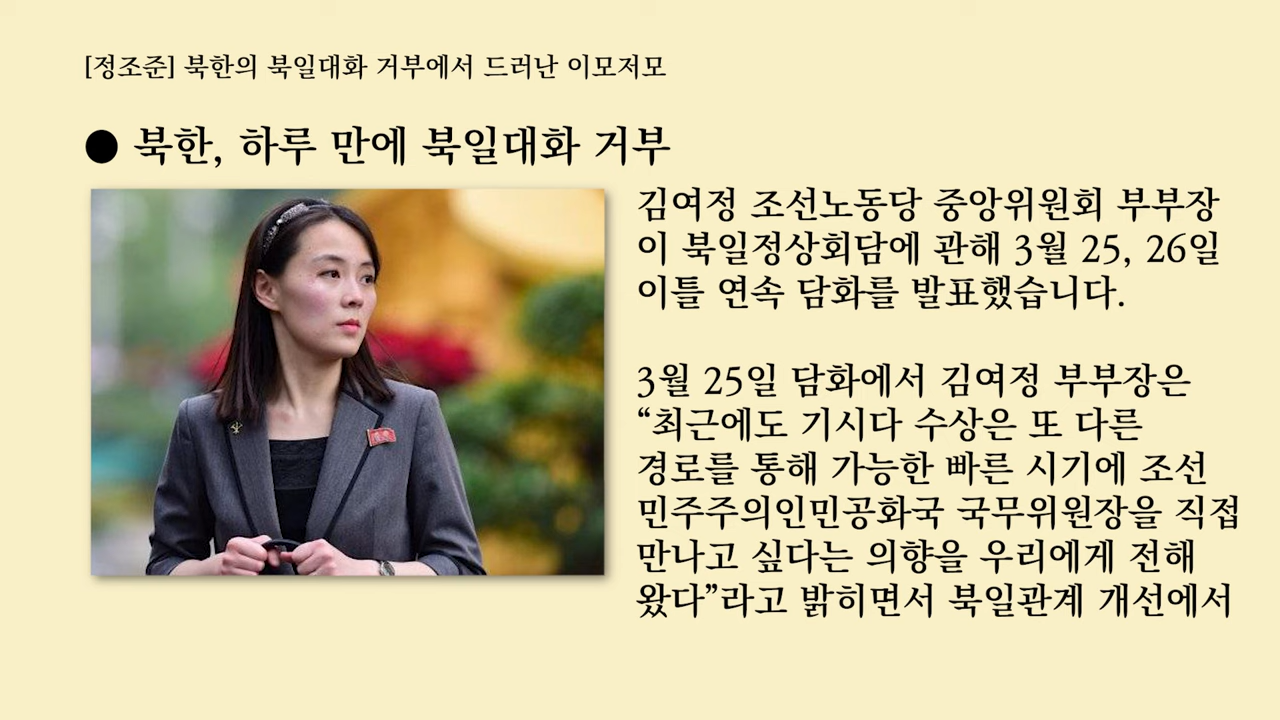 [정조준] 북한의 북일대화 거부에서 드러난 이모저모
● 북한, 하루 만에 북일대화 거부
김여정 조선노동당 중앙위원회 부부장
이 북일정상회담에 관해 3월 25, 26일
이틀 연속 담화를 발표했습니다.
3월 25일 담화에서 김여정 부부장은
“최근에도 기시다 수상은 또 다른
경로를 통해 가능한 빠른 시기에 조선
민주주의인민공화국 국무위원장을 직접
만나고 싶다는 의향을 우리에게 전해
왔다”라고 밝히면서 북일관계 개선에서